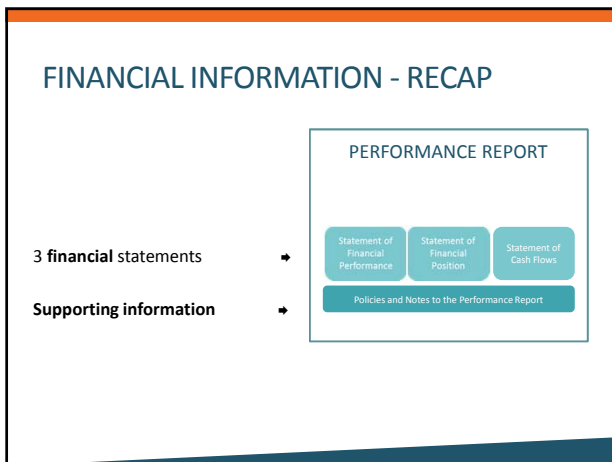 FINANCIAL INFORMATION - RECAP
PERFORMANCE REPORT
3 financial statements
Statement of
Financial
Performance
Statement of
Financial
Position
Statement of
Cash Flows
Supporting information
Policies and Notes to the Performance Report